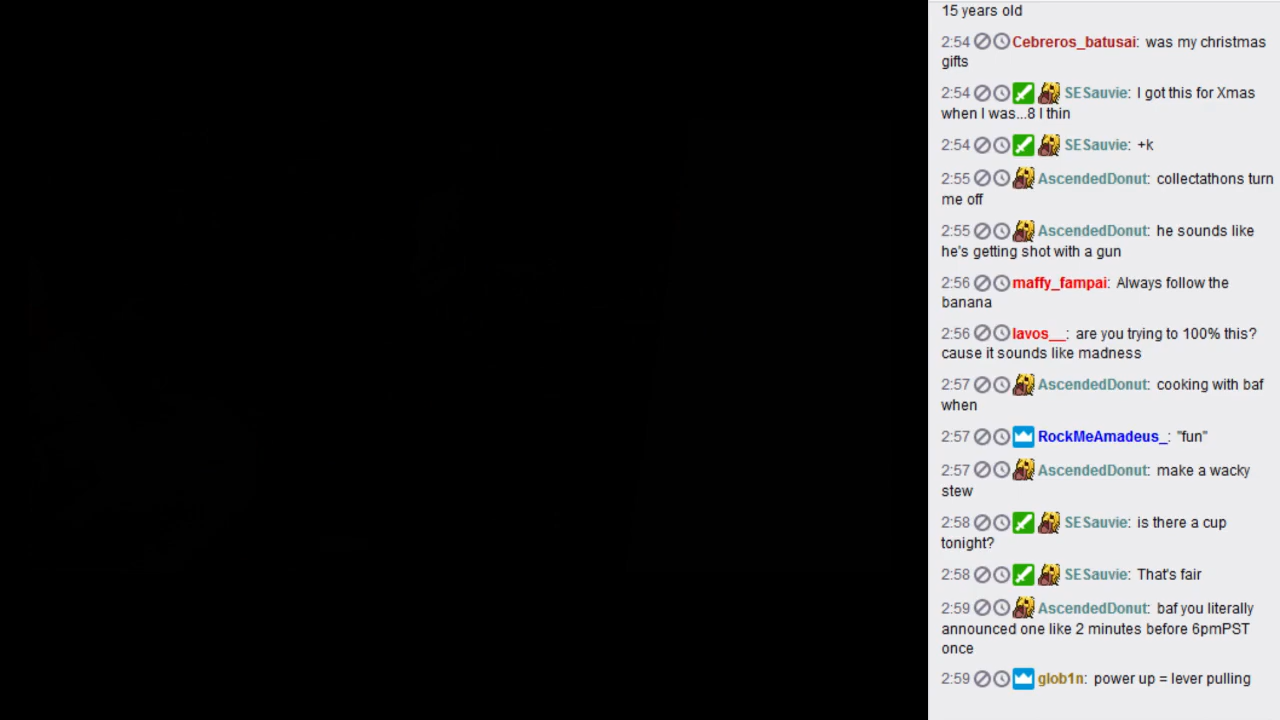 15 years old
2:54 Cebreros_batusai: was my christmas
gifts
2:54 SESauvie: I got this for Xmas
when I was...8 I thin
2:54 SESauvie: +k
2:55 AscendedDonut: collectathons turn
me off
2:55 AscendedDonut: he sounds like
he's getting shot with a gun
2:56 maffy_fampai: Always follow the
banana
2:56 lavos__: are you trying to 100% this?
cause it sounds like madness
2:57 AscendedDonut: cooking with baf
when
2:57 RockMeAmadeus_: "fun"
2:57 AscendedDonut: make a wacky
stew
2:58 SESauvie: is there a cup
tonight?
2:58 SESauvie: That's fair
2:59 AscendedDonut: baf you literally
announced one like 2 minutes before 6pmPST
once
2:59 glob1n: power up = lever pulling